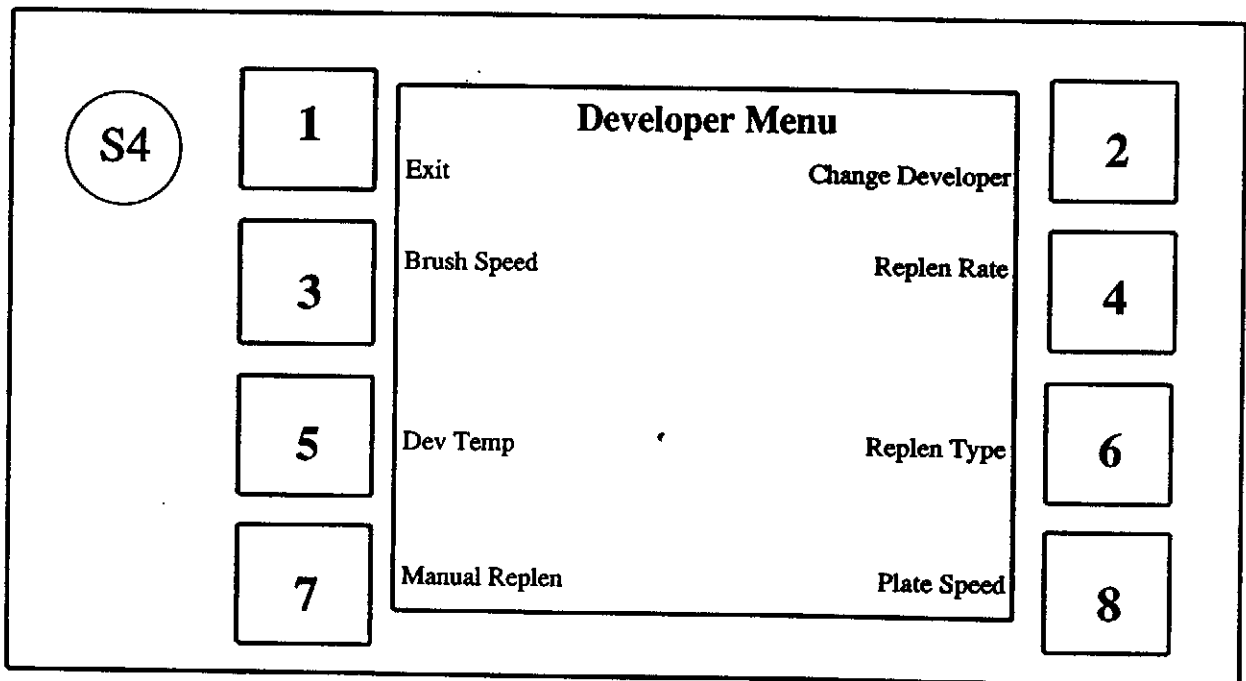 S4
1
Developer Menu
2
Exit
Change Developer
3
Brush Speed
Replen Rate
4
5
Dev Temp
Replen Type
6
7
Manual Replen
Plate Speed
8